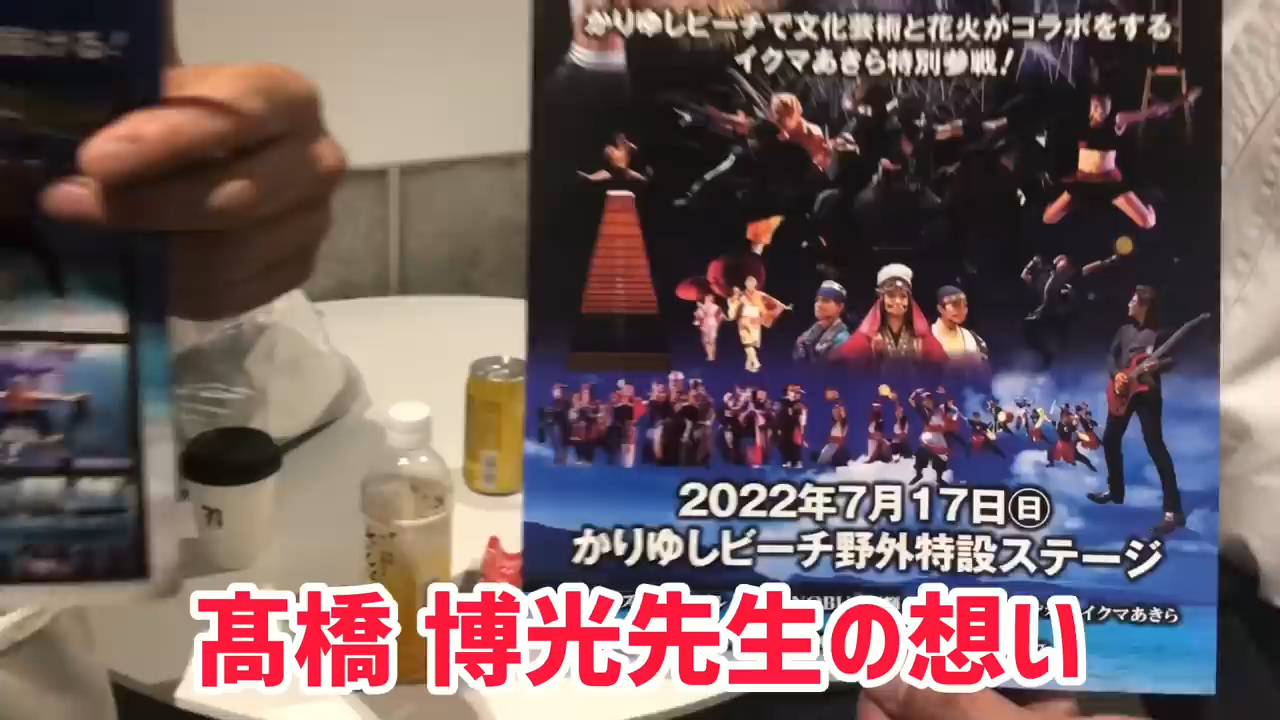 かりゆしビーチで文化芸術と花火がコラボをする
イクマあきら特別参戦!
2022年7月17日㊐
かりゆしビーチ野外特設ステージ
イクマあきら
髙橋 博光先生の想い